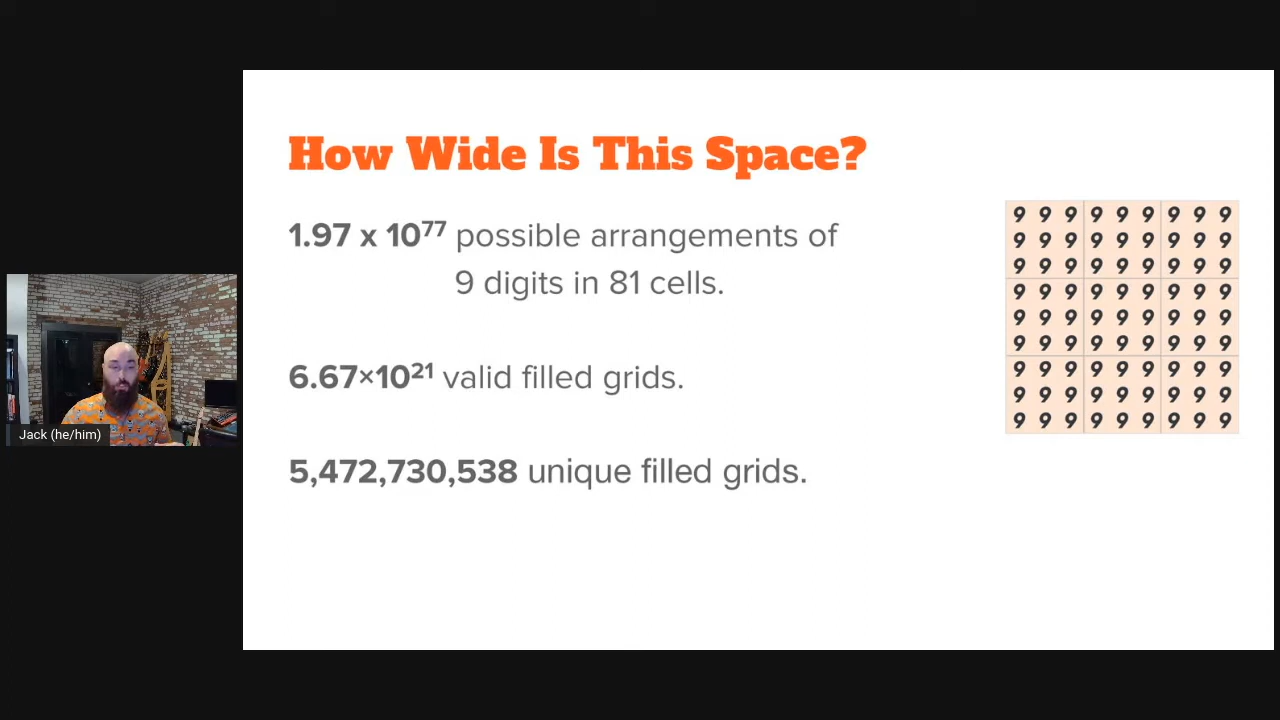 How Wide Is This Space?
1.97 x 10⁷⁷ possible arrangements of
9 digits in 81 cells.
6.67×10²¹ valid filled grids.
5,472,730,538 unique filled grids.
9 9 9 9 9 9 9 9 9
9 9 9 9 9 9 9 9 9
9 9 9 9 9 9 9 9 9
9 9 9 9 9 9 9 9 9
9 9 9 9 9 9 9 9 9
9 9 9 9 9 9 9 9 9
9 9 9 9 9 9 9 9 9
9 9 9 9 9 9 9 9 9
9 9 9 9 9 9 9 9 9
Jack (he/him)